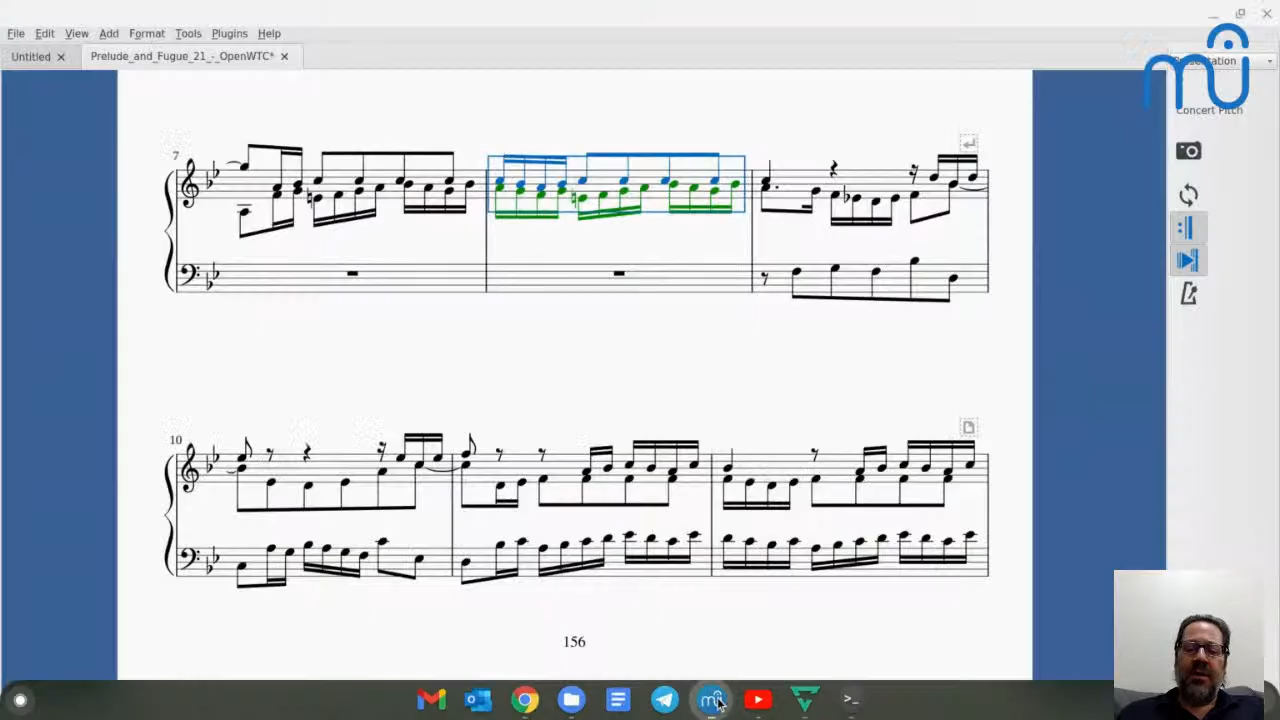 File Edit View Add Format Tools Plugins Help
Untitled Prelude_and_Fugue_21_-_OpenWTC*
Concert Pitch
7
10
156